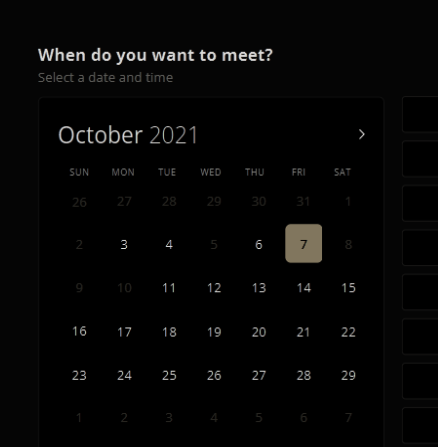 When do you want to meet?
Select a date and time
October 2021
SUN MON TUE WED THU FRI SAT
26 27 28 29 30 31 1
2 3 4 5 6 7 8
9 10 11 12 13 14 15
16 17 18 19 20 21 22
23 24 25 26 27 28 29
1 2 3 4 5 6 7